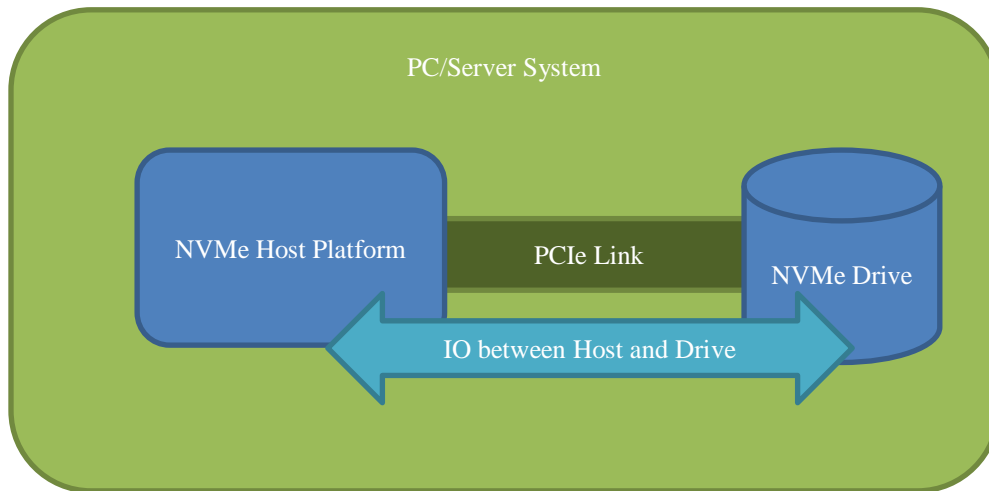 PC/Server System
NVMe Host Platform
PCIe Link
NVMe Drive
IO between Host and Drive